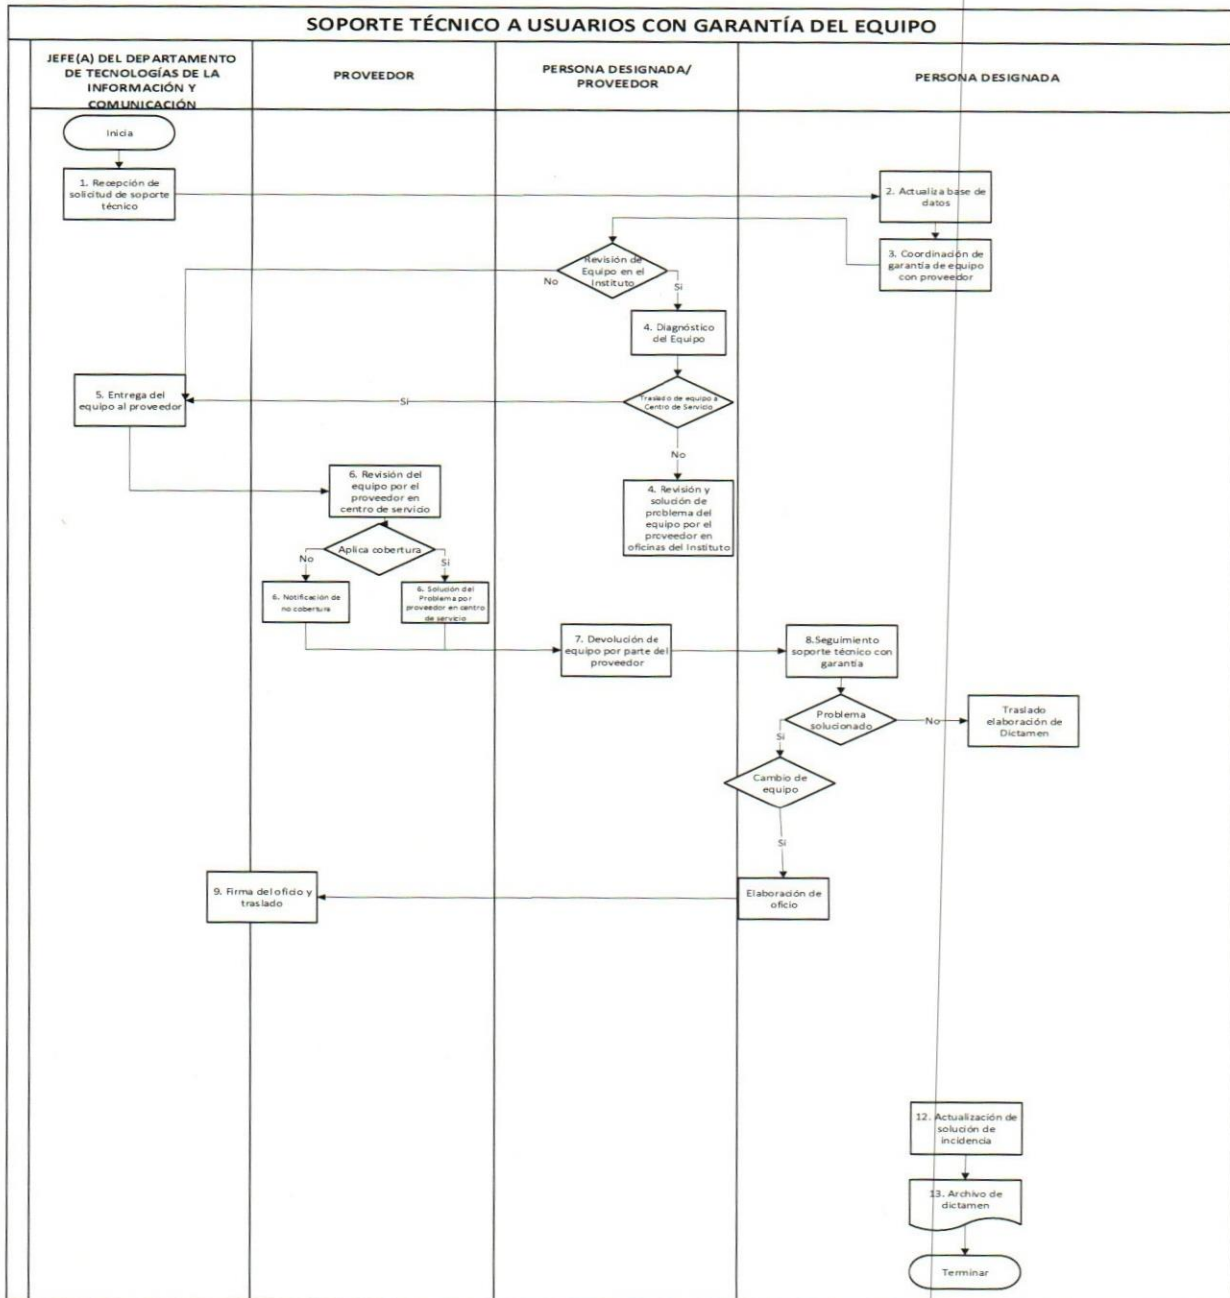 SOPORTE TÉCNICO A USUARIOS CON GARANTÍA DEL EQUIPO
JEFE(A) DEL DEPARTAMENTO
DE TECNOLOGÍAS DE LA
INFORMACIÓN Y
COMUNICACIÓN
PROVEEDOR
PERSONA DESIGNADA/
PROVEEDOR
PERSONA DESIGNADA
Inicia
1. Recepción de
solicitud de soporte
técnico
2. Actualiza base de
datos
3. Coordinación de
garantía de equipo
con proveedor
Revisión de
Equipo en el
Instituto
No
Si
4. Diagnóstico
del Equipo
5. Entrega del
equipo al proveedor
Si
Traslado de equipo a
Centro de Servicio
No
6. Revisión del
equipo por el
proveedor en
centro de servicio
4. Revisión y
solución de
problema del
equipo por el
proveedor en
oficinas del Instituto
Aplica cobertura
No
Si
6. Notificación de
no cobertura
6. Solución del
Problema por
proveedor en centro
de servicio
7. Devolución de
equipo por parte del
proveedor
8.Seguimiento
soporte técnico con
garantía
Problema
solucionado
No
Traslado
elaboración de
Dictamen
Si
Cambio de
equipo
Si
9. Firma del oficio y
traslado
Elaboración de
oficio
12. Actualización de
solución de
incidencia
13. Archivo de
dictamen
Terminar